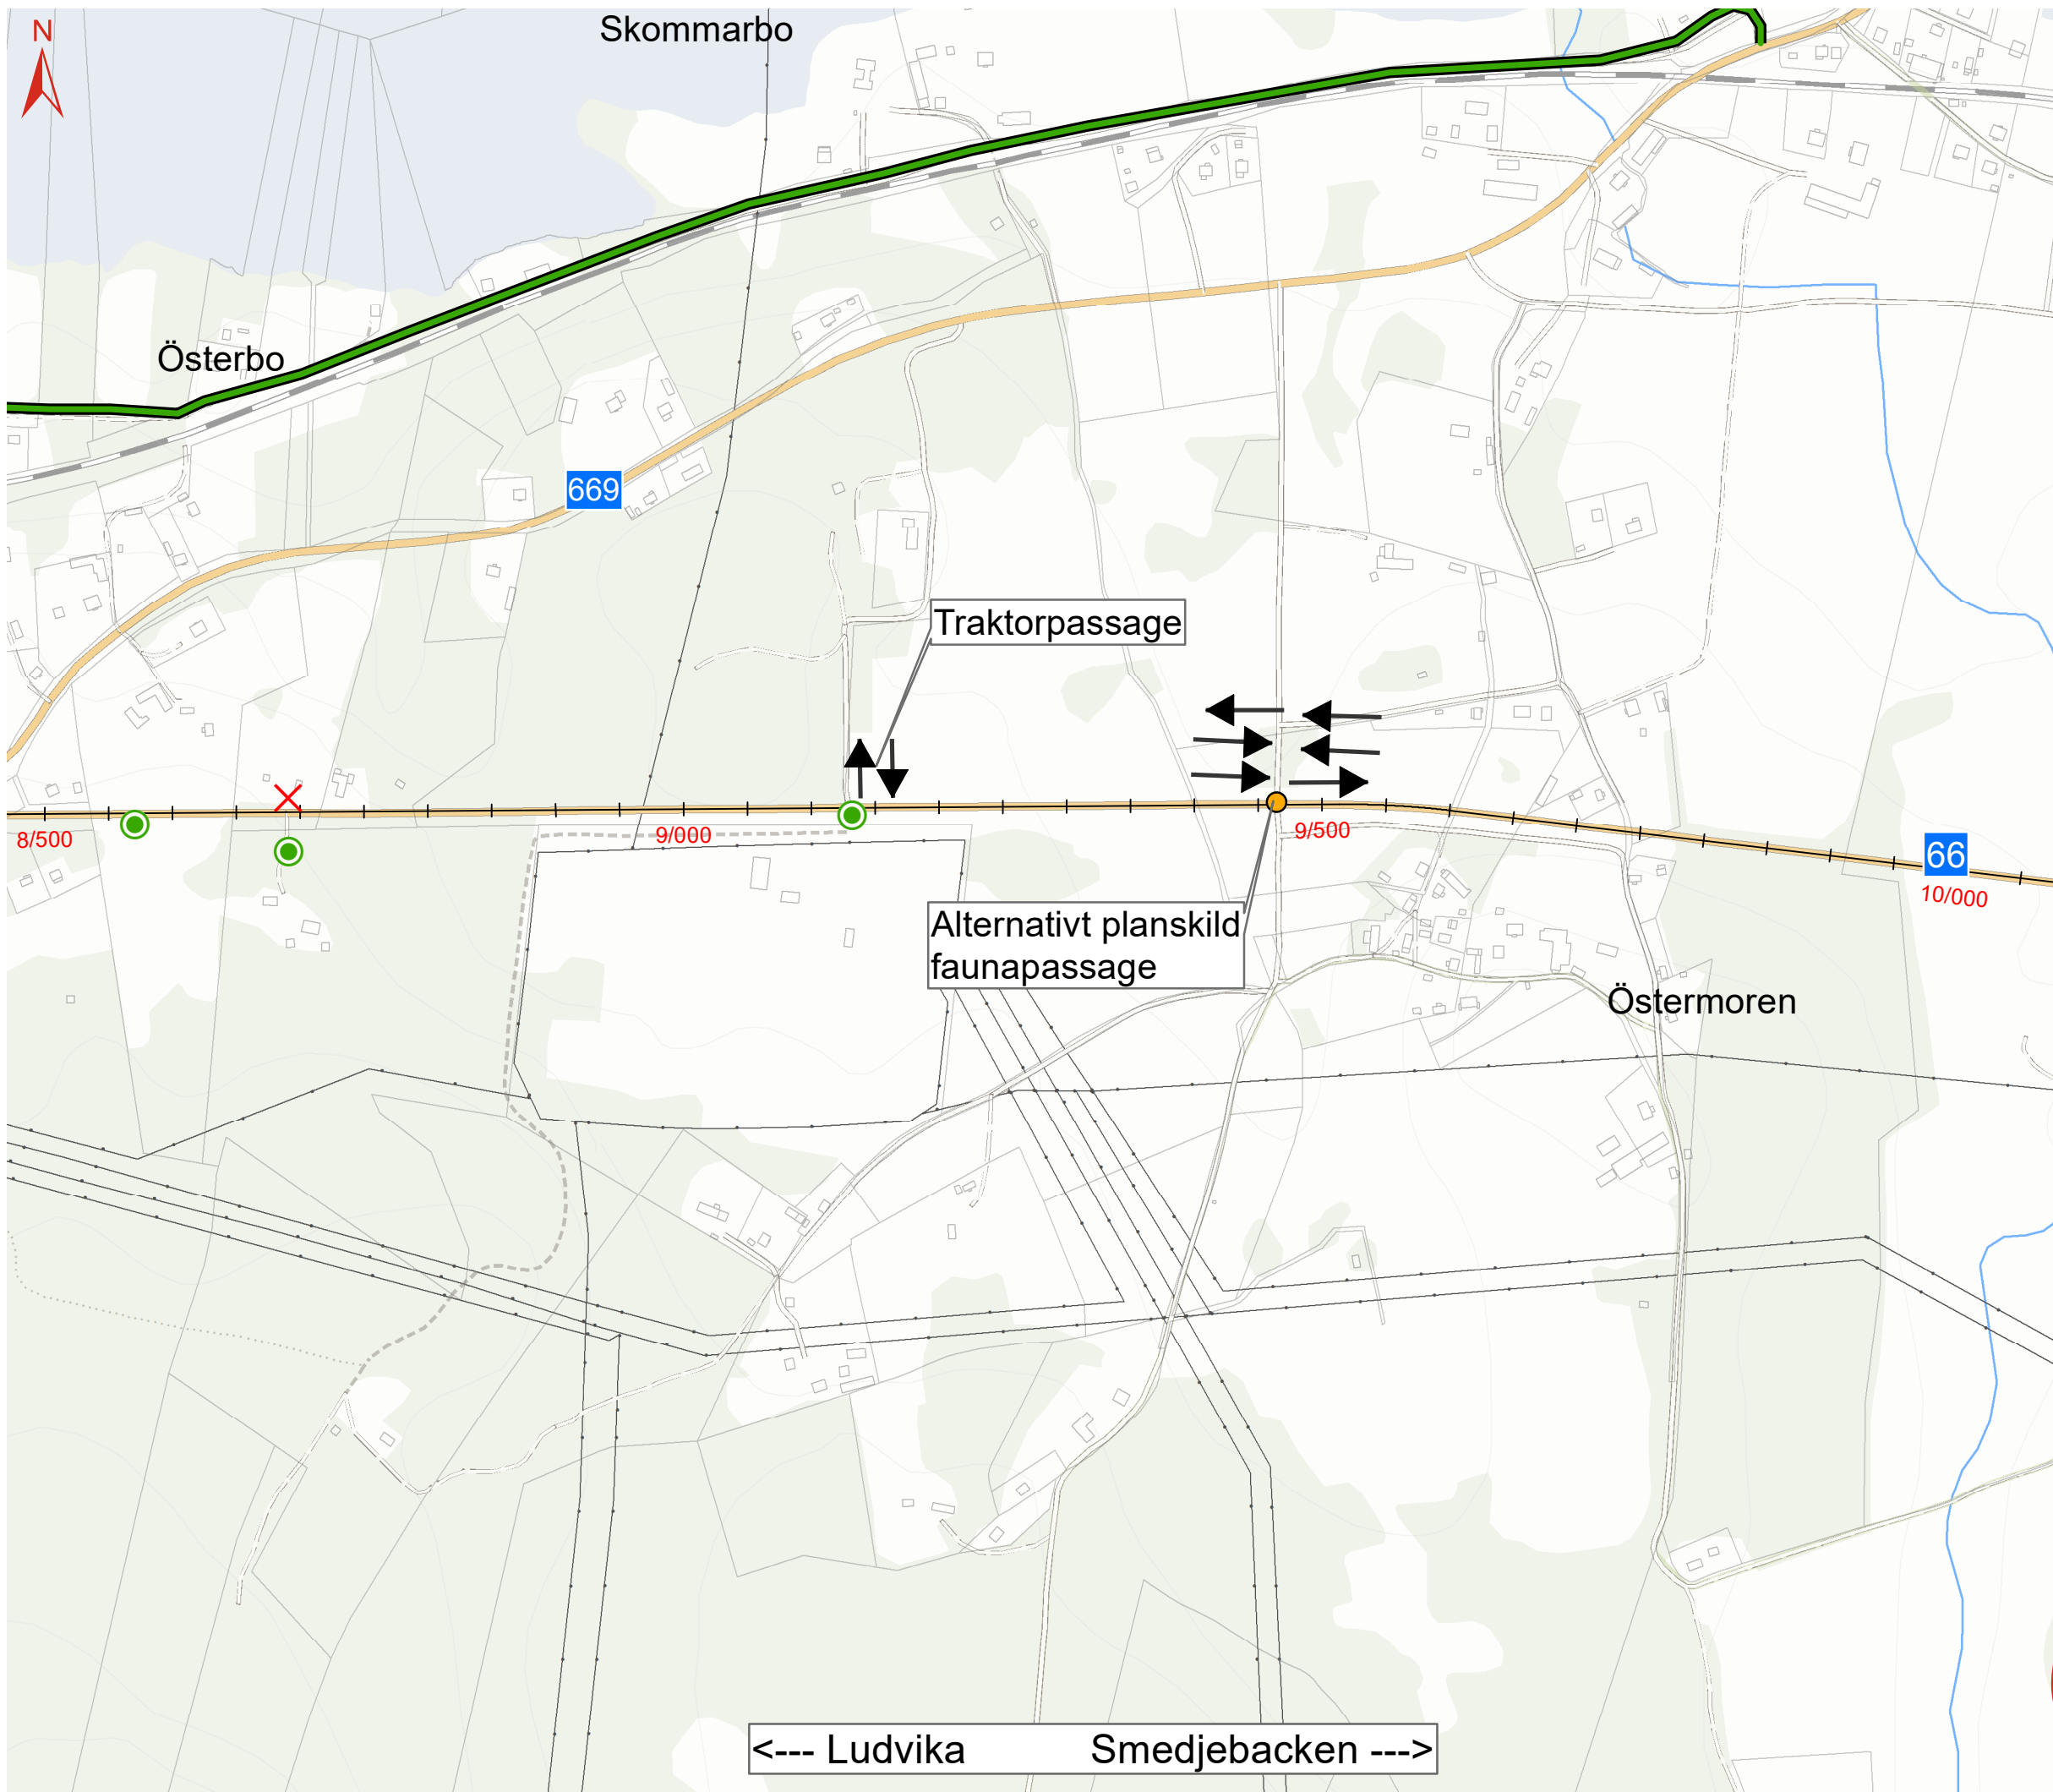 Skommarbo
N
Österbo
669
Traktorpassage
8/500
9/000
9/500
66
10/000
Alternativt planskild
faunapassage
Östermoren
<--- Ludvika Smedjebacken --->